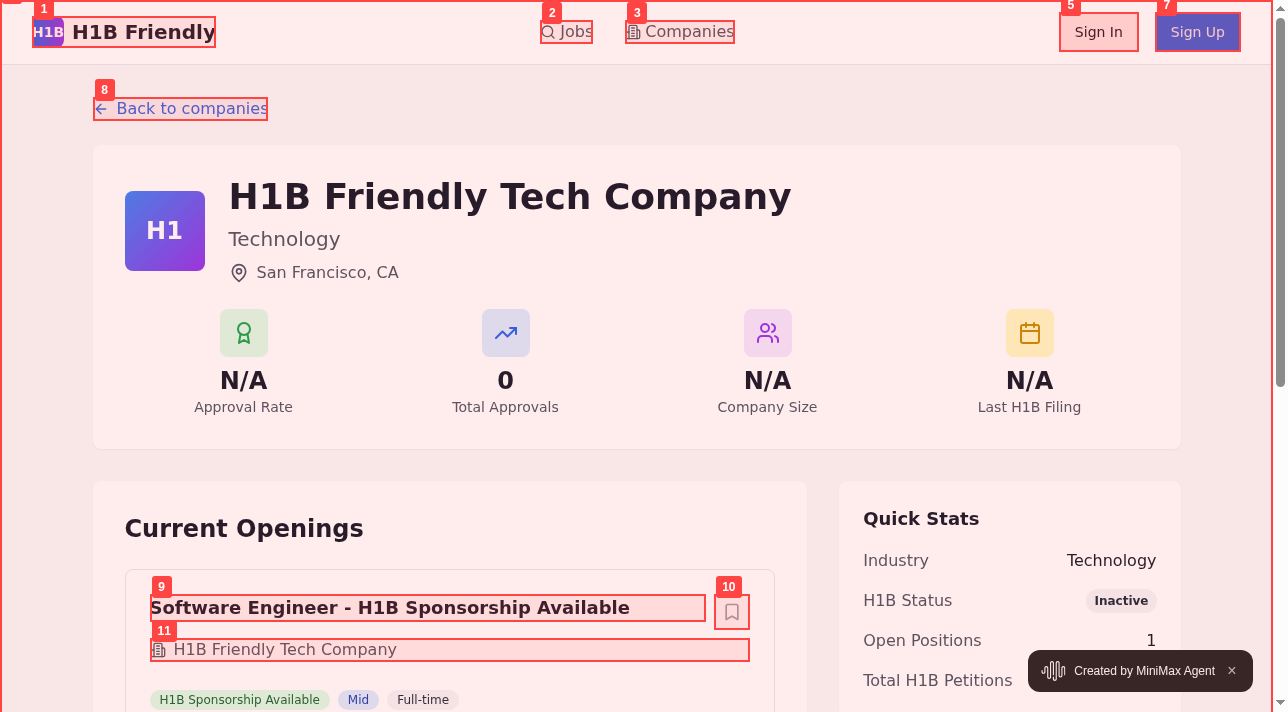 1
H1B H1B Friendly
2
Jobs
3
Companies
5
Sign In
7
Sign Up
8
Back to companies
H1
H1B Friendly Tech Company
Technology
San Francisco, CA
N/A
Approval Rate
0
Total Approvals
N/A
Company Size
N/A
Last H1B Filing
Current Openings
9
Software Engineer - H1B Sponsorship Available
10
11
H1B Friendly Tech Company
H1B Sponsorship Available Mid Full-time
Quick Stats
Industry Technology
H1B Status Inactive
Open Positions 1
Total H1B Petitions
Created by MiniMax Agent ×